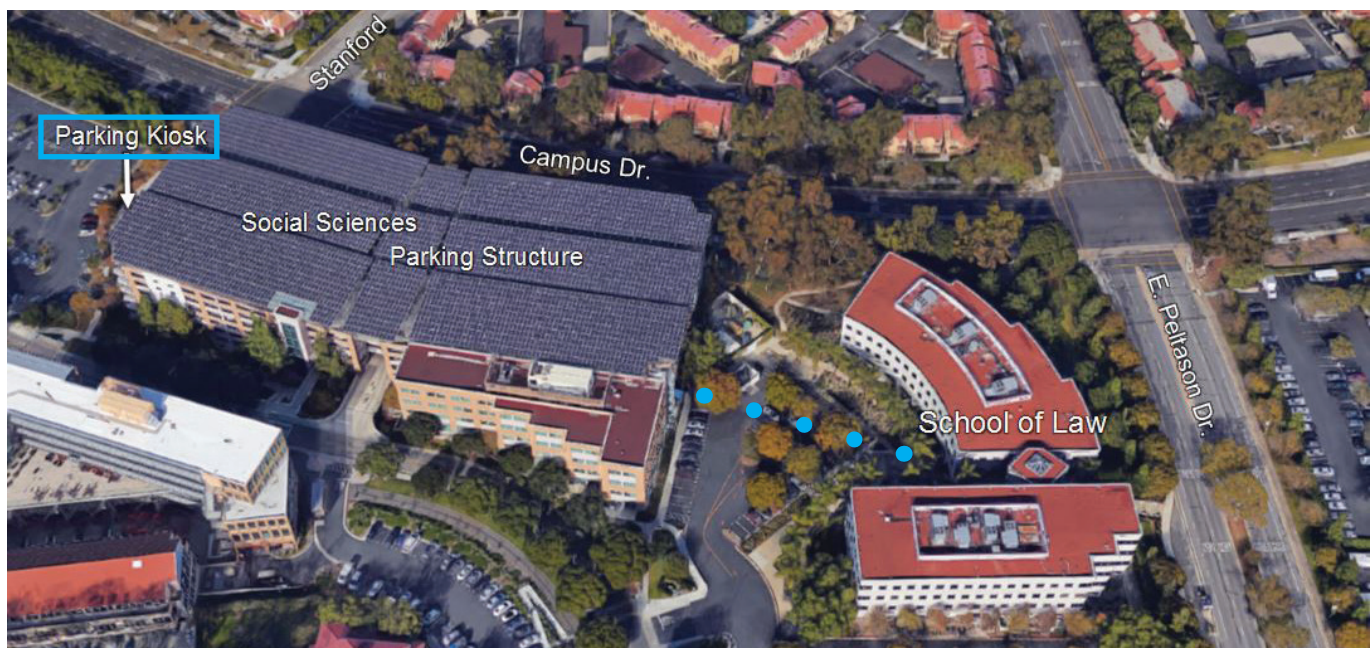 Stanford
Parking Kiosk
Campus Dr.
Social Sciences
Parking Structure
E. Peltason Dr.
School of Law